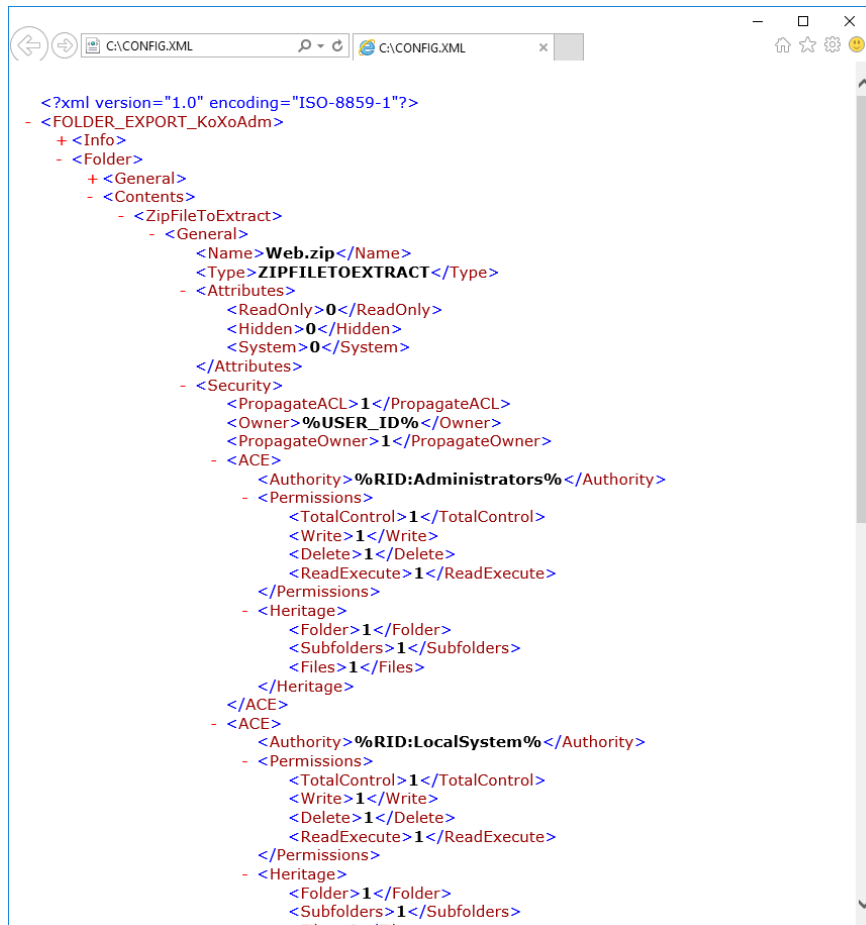 C:\CONFIG.XML
C:\CONFIG.XML
<?xml version="1.0" encoding="ISO-8859-1"?>
- <FOLDER_EXPORT_KoXoAdm>
+ <Info>
- <Folder>
+ <General>
- <Contents>
- <ZipFileToExtract>
- <General>
<Name>Web.zip</Name>
<Type>ZIPFILETOEXTRACT</Type>
- <Attributes>
<ReadOnly>0</ReadOnly>
<Hidden>0</Hidden>
<System>0</System>
</Attributes>
- <Security>
<PropagateACL>1</PropagateACL>
<Owner>%USER_ID%</Owner>
<PropagateOwner>1</PropagateOwner>
- <ACE>
<Authority>%RID:Administrators%</Authority>
- <Permissions>
<TotalControl>1</TotalControl>
<Write>1</Write>
<Delete>1</Delete>
<ReadExecute>1</ReadExecute>
</Permissions>
- <Heritage>
<Folder>1</Folder>
<Subfolders>1</Subfolders>
<Files>1</Files>
</Heritage>
</ACE>
- <ACE>
<Authority>%RID:LocalSystem%</Authority>
- <Permissions>
<TotalControl>1</TotalControl>
<Write>1</Write>
<Delete>1</Delete>
<ReadExecute>1</ReadExecute>
</Permissions>
- <Heritage>
<Folder>1</Folder>
<Subfolders>1</Subfolders>